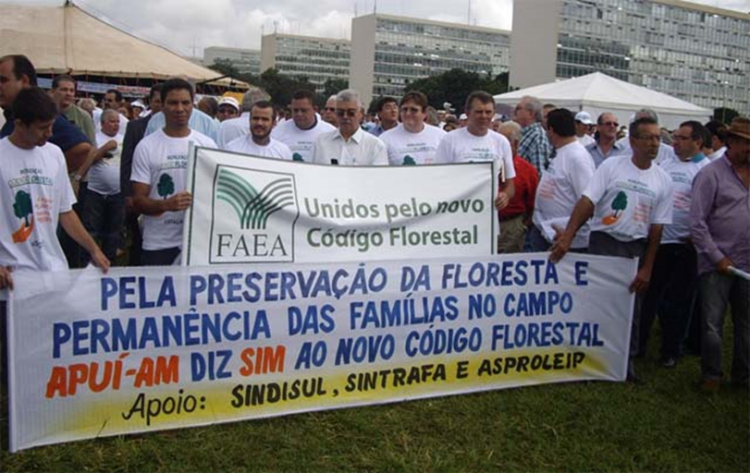 FAEA
Unidos pelo novo
Código Florestal
PELA PRESERVAÇÃO DA FLORESTA E
PERMANÊNCIA DAS FAMÍLIAS NO CAMPO
APUÍ-AM DIZ SIM AO NOVO CÓDIGO FLORESTAL
Apoio: SINDISUL, SINTRAFA E ASPROLEIP